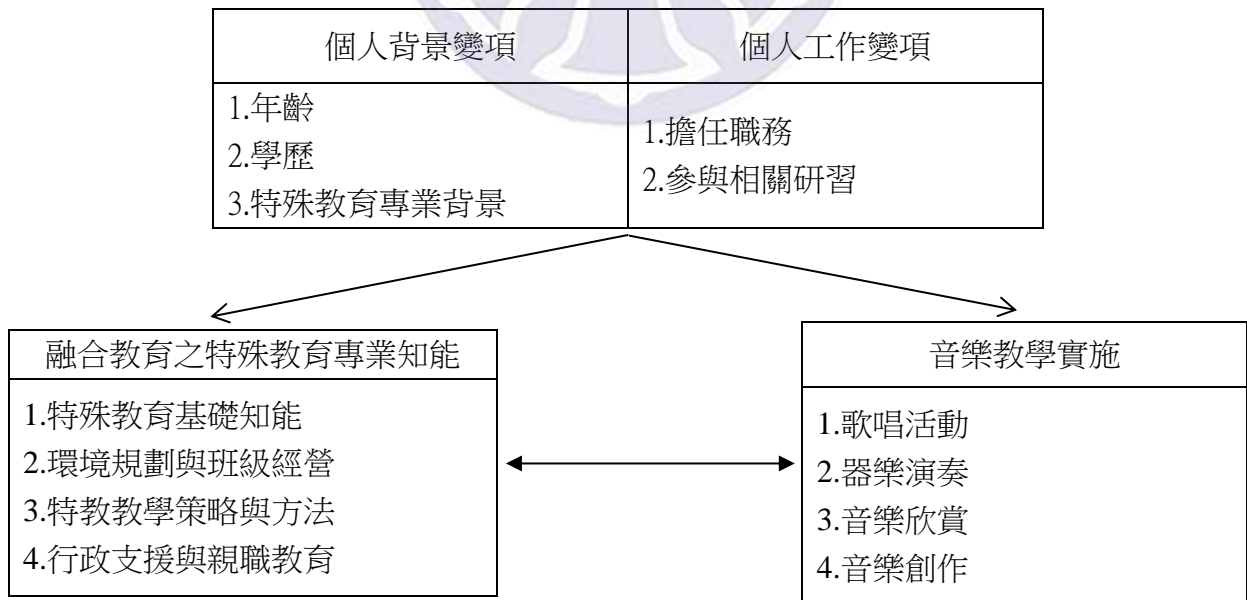 個人背景變項
個人工作變項
1.年齡
2.學歷
3.特殊教育專業背景
1.擔任職務
2.參與相關研習
融合教育之特殊教育專業知能
1.特殊教育基礎知能
2.環境規劃與班級經營
3.特教教學策略與方法
4.行政支援與親職教育
音樂教學實施
1.歌唱活動
2.器樂演奏
3.音樂欣賞
4.音樂創作